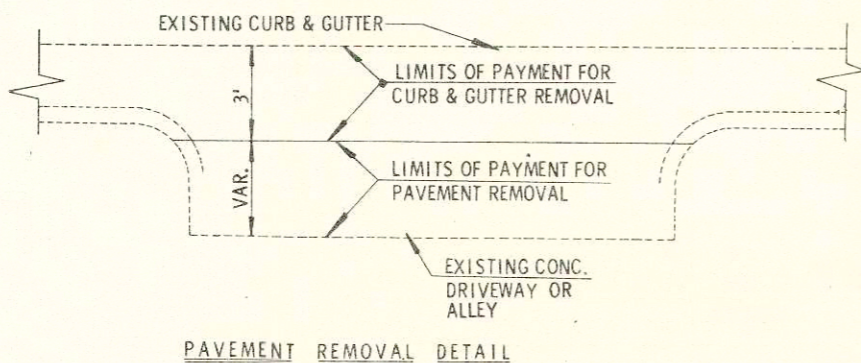 EXISTING CURB & GUTTER
LIMITS OF PAYMENT FOR
CURB & GUTTER REMOVAL
3'
LIMITS OF PAYMENT FOR
PAVEMENT REMOVAL
VAR.
EXISTING CONC.
DRIVEWAY OR
ALLEY
PAVEMENT REMOVAL DETAIL